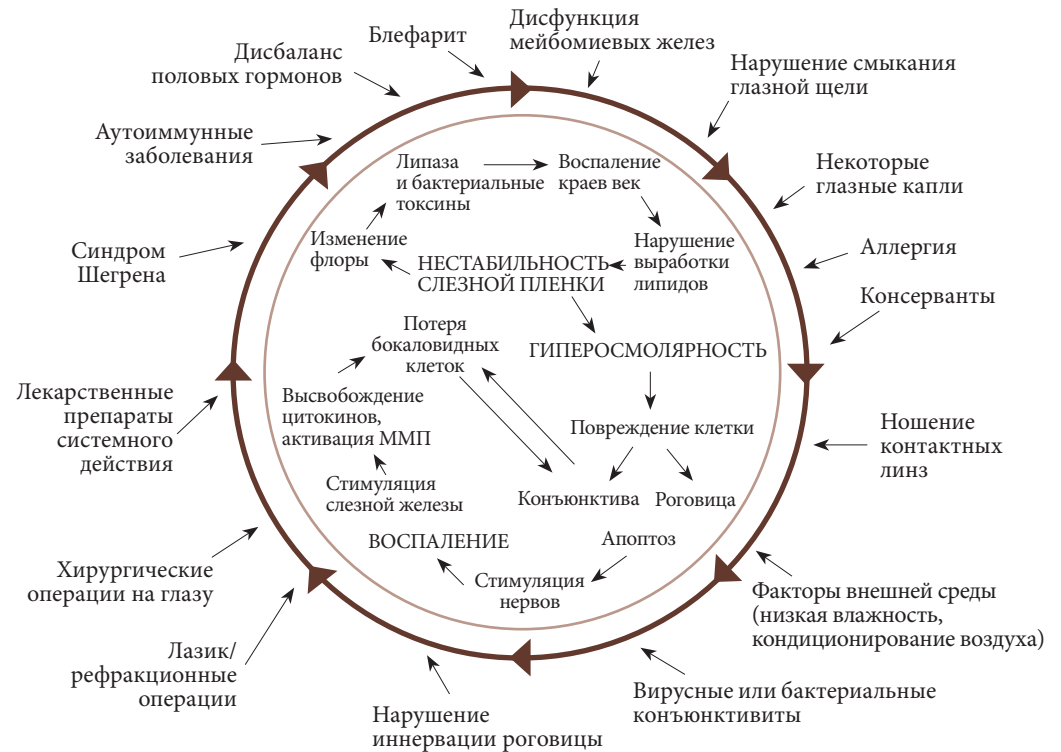 Блефарит
Дисфункция
мейбомиевых желез
Нарушение смыкания
глазной щели
Некоторые
глазные капли
Аллергия
Консерванты
Ношение
контактных
линз
Факторы внешней среды
(низкая влажность,
кондиционирование воздуха)
Вирусные или бактериальные
конъюнктивиты
Нарушение
иннервации роговицы
Лазик/
рефракционные
операции
Хирургические
операции на глазу
Лекарственные
препараты
системного
действия
Синдром
Шегрена
Аутоиммунные
заболевания
Дисбаланс
половых гормонов
Липаза
и бактериальные
токсины
Воспаление
краев век
Нарушение
выработки
липидов
Изменение
флоры
НЕСТАБИЛЬНОСТЬ
СЛЕЗНОЙ ПЛЕНКИ
ГИПЕРОСМОЛЯРНОСТЬ
Потеря
бокаловидных
клеток
Высвобождение
цитокинов,
активация ММП
Повреждение клетки
Конъюнктива
Роговица
Стимуляция
слезной железы
ВОСПАЛЕНИЕ
Апоптоз
Стимуляция
нервов